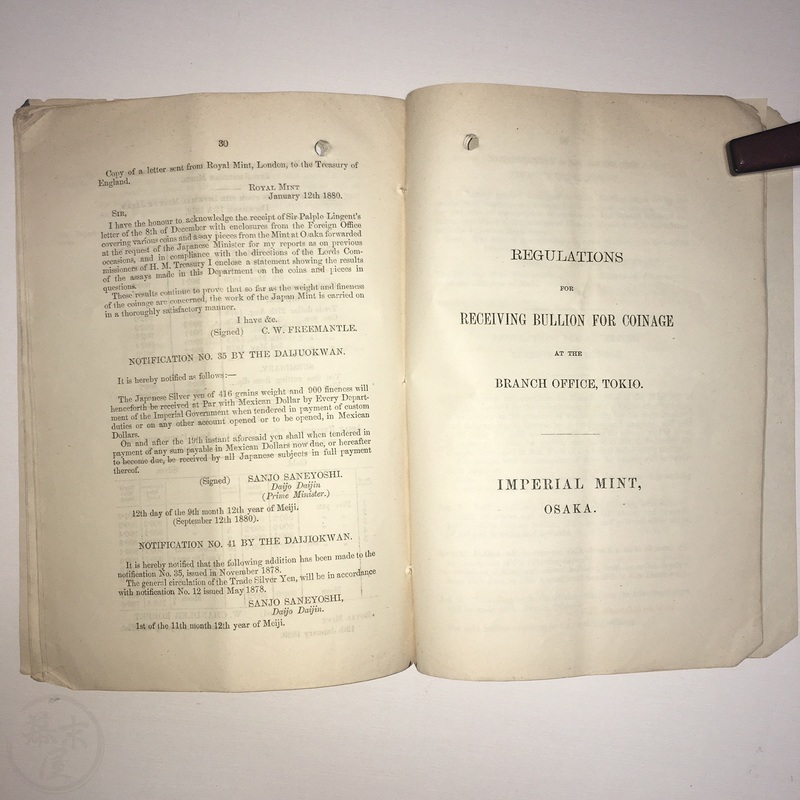 30
Copy of a letter sent from Royal Mint, London, to the Treasury of
England.
ROYAL MINT
January 12th 1880.
SIR,
I have the honour to acknowledge the receipt of Sir Palple Lingent's
letter of the 8th of December with enclosures from the Foreign Office
covering various coins and assay pieces from the Mint at Osaka forwarded
at the request of the Japanese Minister for my reports as on previous
occasions, and in compliance with the directions of the Lords Com-
missioners of H. M. Treasury I enclose a statement showing the results
of the assays made in this Department on the coins and pieces in
questions.
These results continue to prove that so far as the weight and fineness
of the coinage are concerned, the work of the Japan Mint is carried on
in a thoroughly satisfactory manner.
I have &c.
(Signed) C. W. FREEMANTLE.
NOTIFICATION NO. 35 BY THE DAIJUOKWAN.
It is hereby notified as follows:—
The Japanese Silver yen of 416 grains weight and 900 fineness will
henceforth be received at Par with Mexican Dollar by Every Depart-
ment of the Imperial Government when tendered in payment of custom
duties or on any other account opened or to be opened, in Mexican
Dollars.
On and after the 19th instant aforesaid yen shall when tendered in
payment of any sum payable in Mexican Dollars now due, or hereafter
to become due, be received by all Japanese subjects in full payment
thereof.
(Signed) SANJO SANEYOSHI.
Daijo Daijin
(Prime Minister.)
12th day of the 9th month 12th year of Meiji.
(September 12th 1880).
NOTIFICATION NO. 41 BY THE DAIJIOKWAN.
It is hereby notified that the following addition has been made to the
notification No. 35, issued in November 1878.
The general circulation of the Trade Silver Yen, will be in accordance
with notification No. 12 issued May 1878.
SANJO SANEYOSHI,
Daijo Daijin.
1st of the 11th month 12th year of Meiji.
REGULATIONS
FOR
RECEIVING BULLION FOR COINAGE
AT THE
BRANCH OFFICE, TOKIO.
IMPERIAL MINT,
OSAKA.
幕末屋